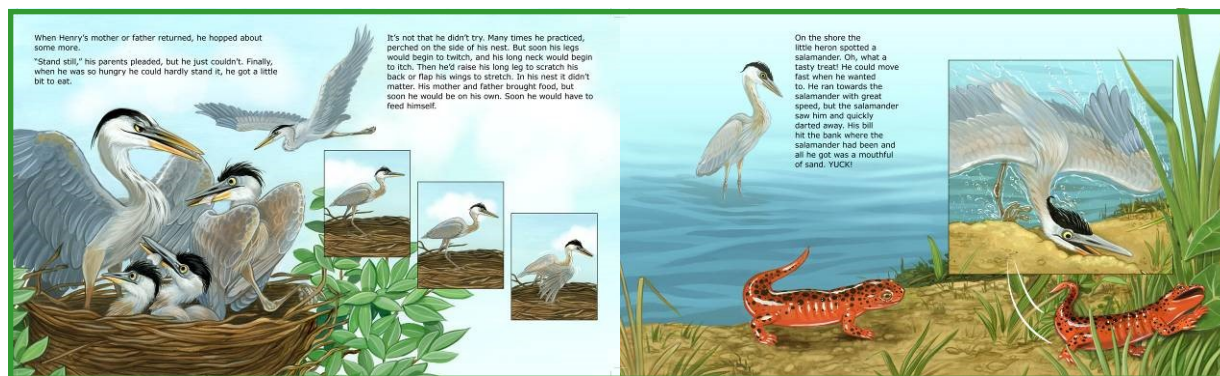 When Henry's mother or father returned, he hopped about
some more.
"Stand still," his parents pleaded, but he just couldn't. Finally,
when he was so hungry he could hardly stand it, he got a little
bit to eat.
It's not that he didn't try. Many times he practiced,
perched on the side of his nest. But soon his legs
would begin to twitch, and his long neck would begin
to itch. Then he'd raise his long leg to scratch his
back or flap his wings to stretch. In his nest it didn't
matter. His mother and father brought food, but
soon he would be on his own. Soon he would have to
feed himself.
On the shore the
little heron spotted a
salamander. Oh, what a
tasty treat! He could move
fast when he wanted
to. He ran towards the
salamander with great
speed, but the salamander
saw him and quickly
darted away. His bill
hit the bank where the
salamander had been and
all he got was a mouthful
of sand. YUCK!